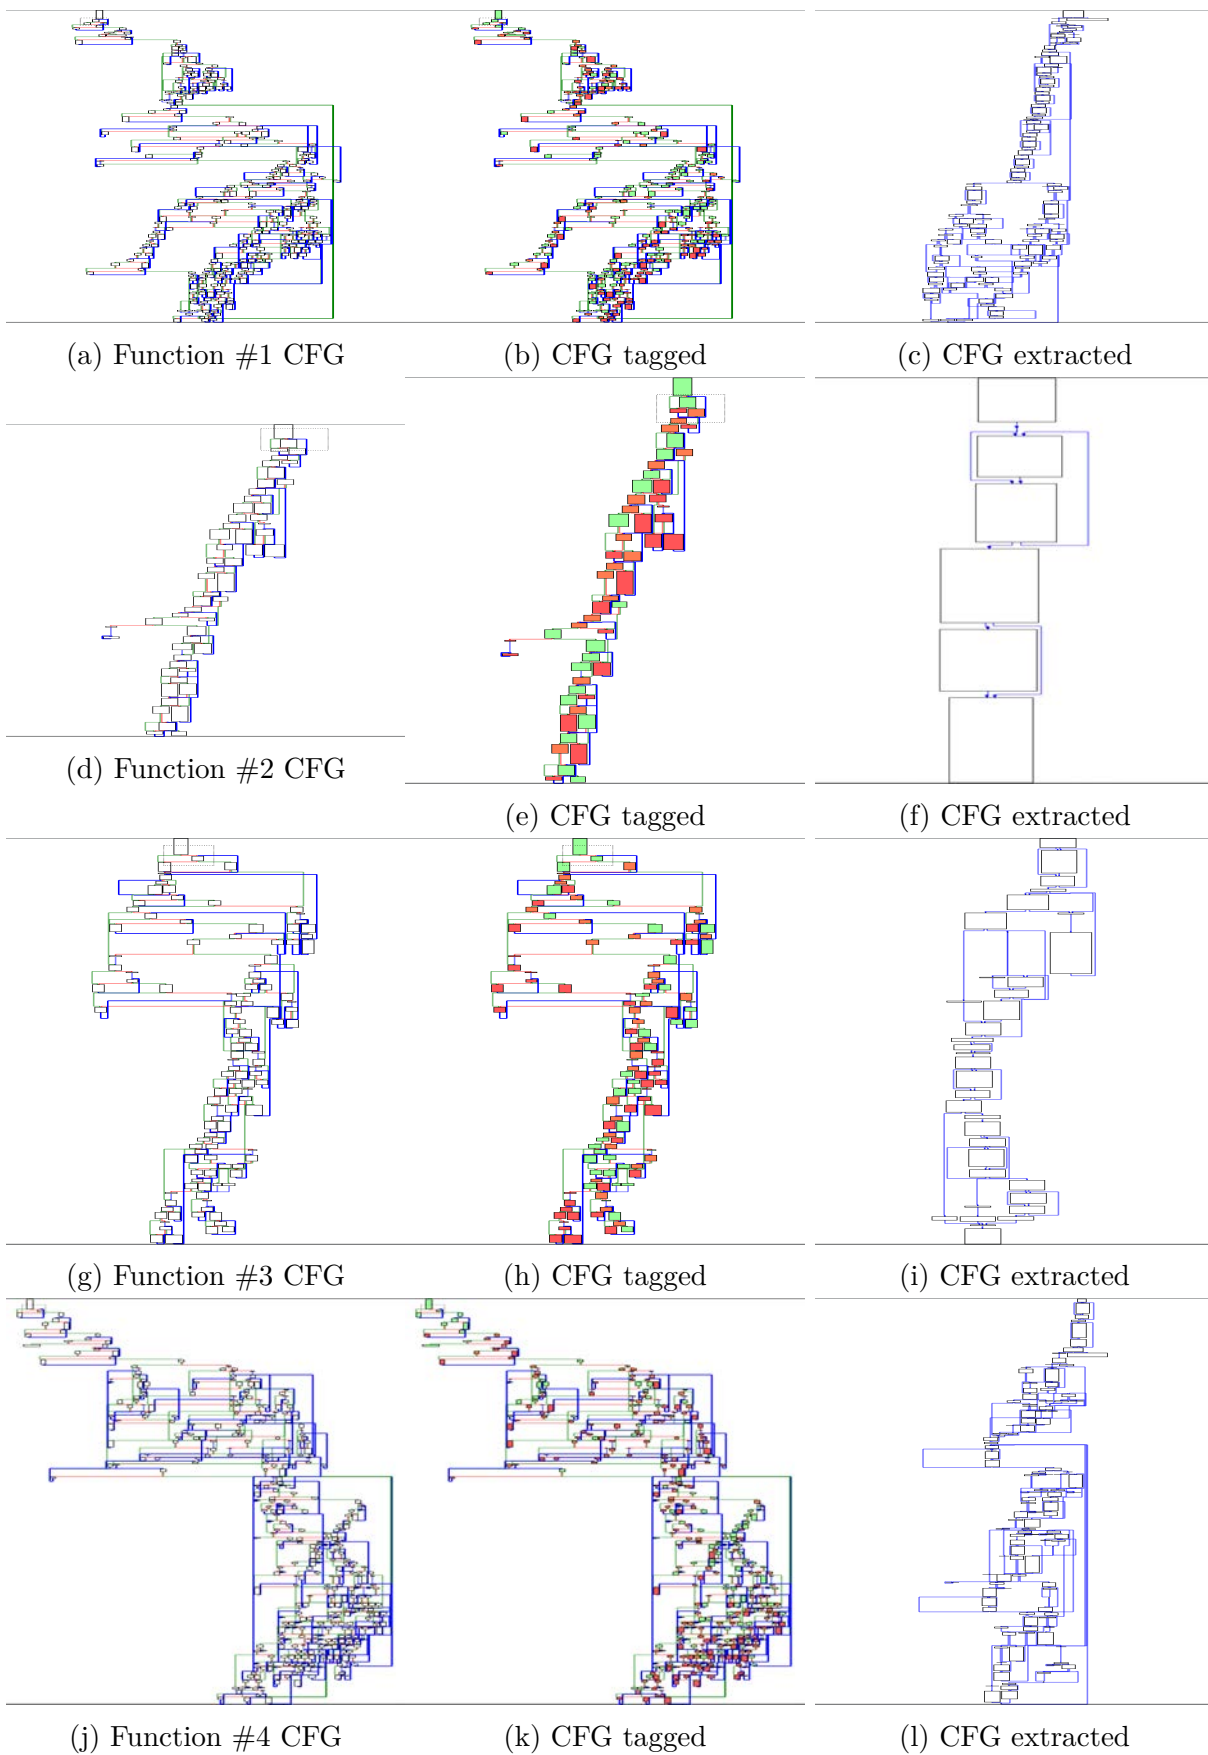 (a) Function #1 CFG
(b) CFG tagged
(c) CFG extracted
(d) Function #2 CFG
(e) CFG tagged
(f) CFG extracted
(g) Function #3 CFG
(h) CFG tagged
(i) CFG extracted
(j) Function #4 CFG
(k) CFG tagged
(l) CFG extracted